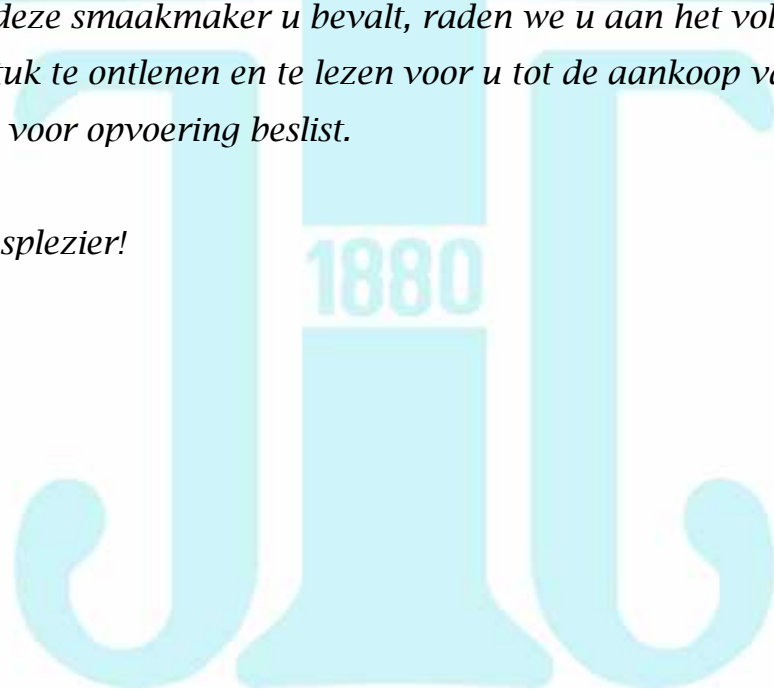 deze smaakmaker u bevalt, raden we u aan het vol
tuk te ontlenen en te lezen voor u tot de aankoop va
voor opvoering beslist.
splezier!
1880